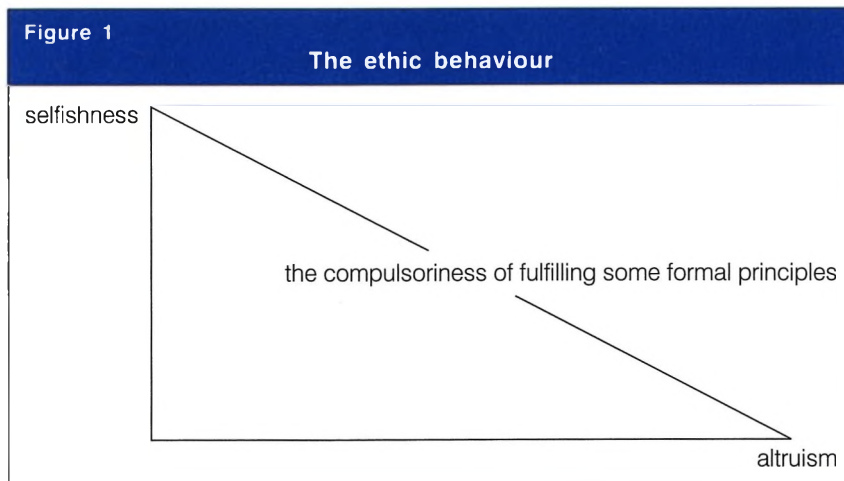 Figure 1
The ethic behaviour
selfishness
the compulsoriness of fulfilling some formal principles
altruism